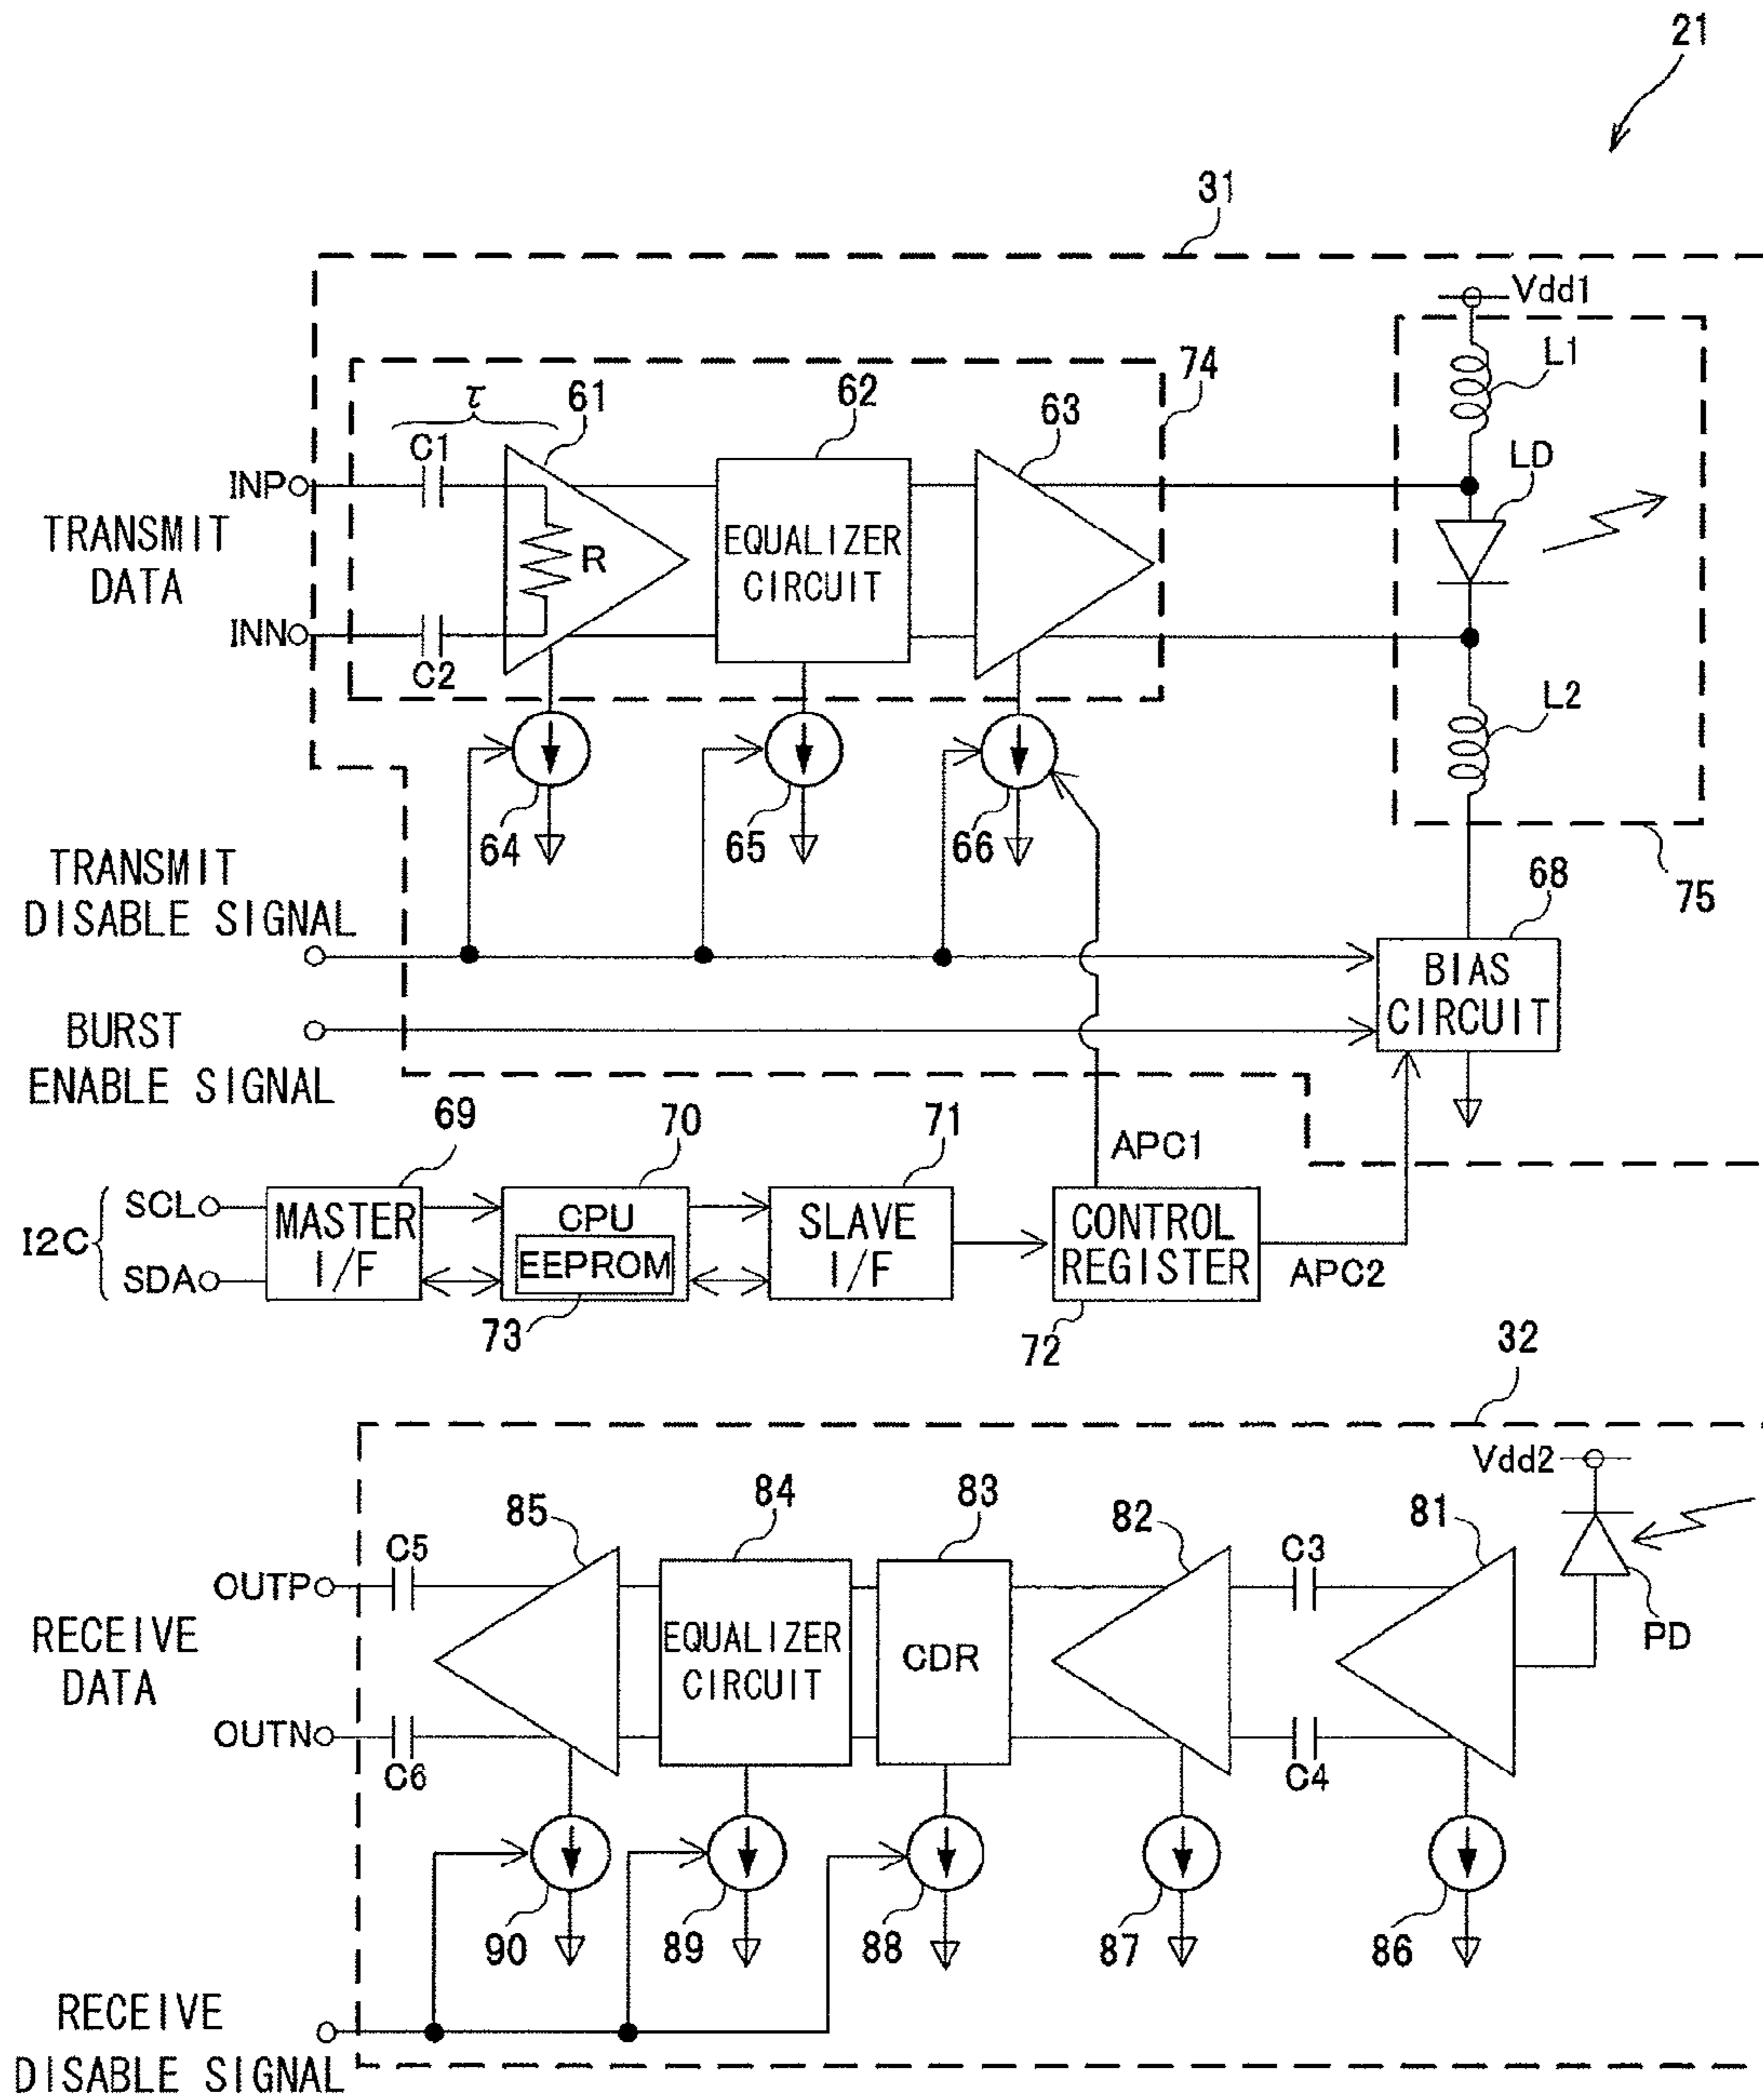 21
31
Vdd1
L1
74
τ
61
62
63
C1
LD
INP
TRANSMIT
DATA
R
EQUALIZER
CIRCUIT
INN
C2
L2
64
65
66
TRANSMIT
DISABLE SIGNAL
68
75
BIAS
CIRCUIT
BURST
ENABLE SIGNAL
69
70
71
APC1
I2C
SCL
SDA
MASTER
I/F
CPU
EEPROM
SLAVE
I/F
CONTROL
REGISTER
APC2
73
72
32
Vdd2
85
84
83
82
81
C5
C3
OUTP
PD
RECEIVE
DATA
EQUALIZER
CIRCUIT
CDR
OUTN
C6
C4
90
89
88
87
86
RECEIVE
DISABLE SIGNAL